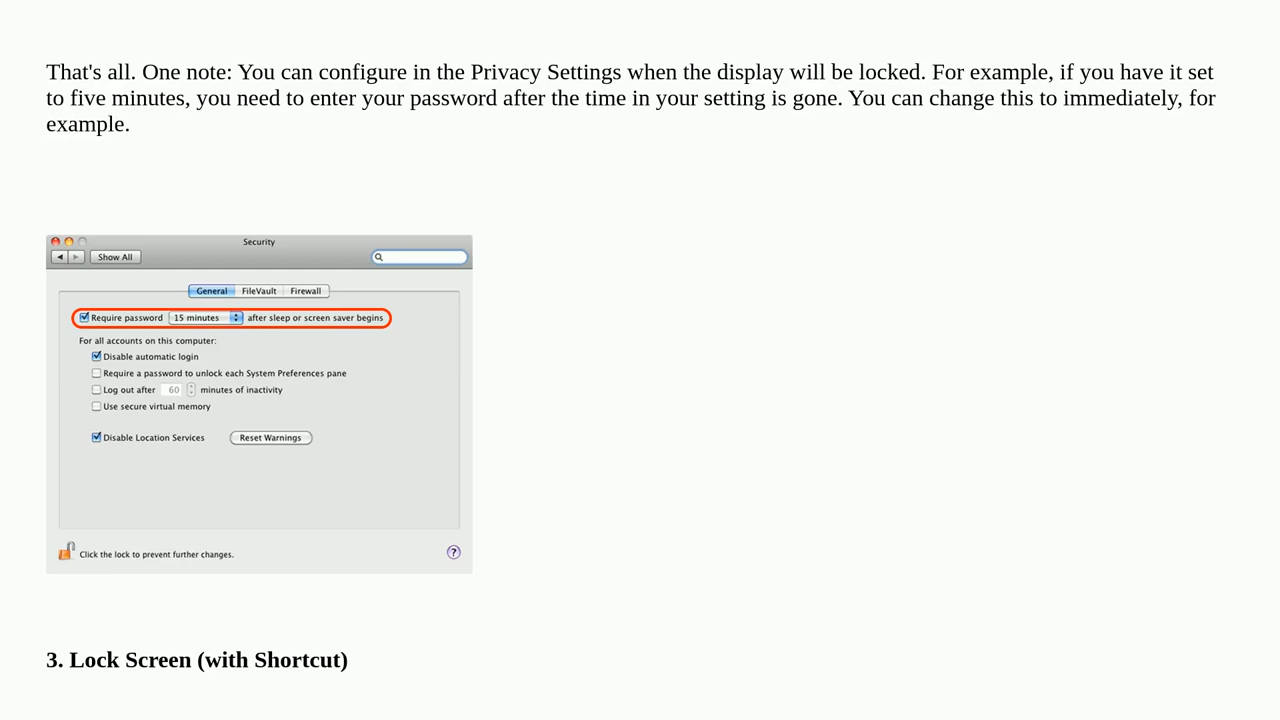 That's all. One note: You can configure in the Privacy Settings when the display will be locked. For example, if you have it set
to five minutes, you need to enter your password after the time in your setting is gone. You can change this to immediately, for
example.
Security
Show All
General FileVault Firewall
Require password 15 minutes after sleep or screen saver begins
For all accounts on this computer:
Disable automatic login
Require a password to unlock each System Preferences pane
Log out after 60 minutes of inactivity
Use secure virtual memory
Disable Location Services Reset Warnings
Click the lock to prevent further changes. ?
3. Lock Screen (with Shortcut)